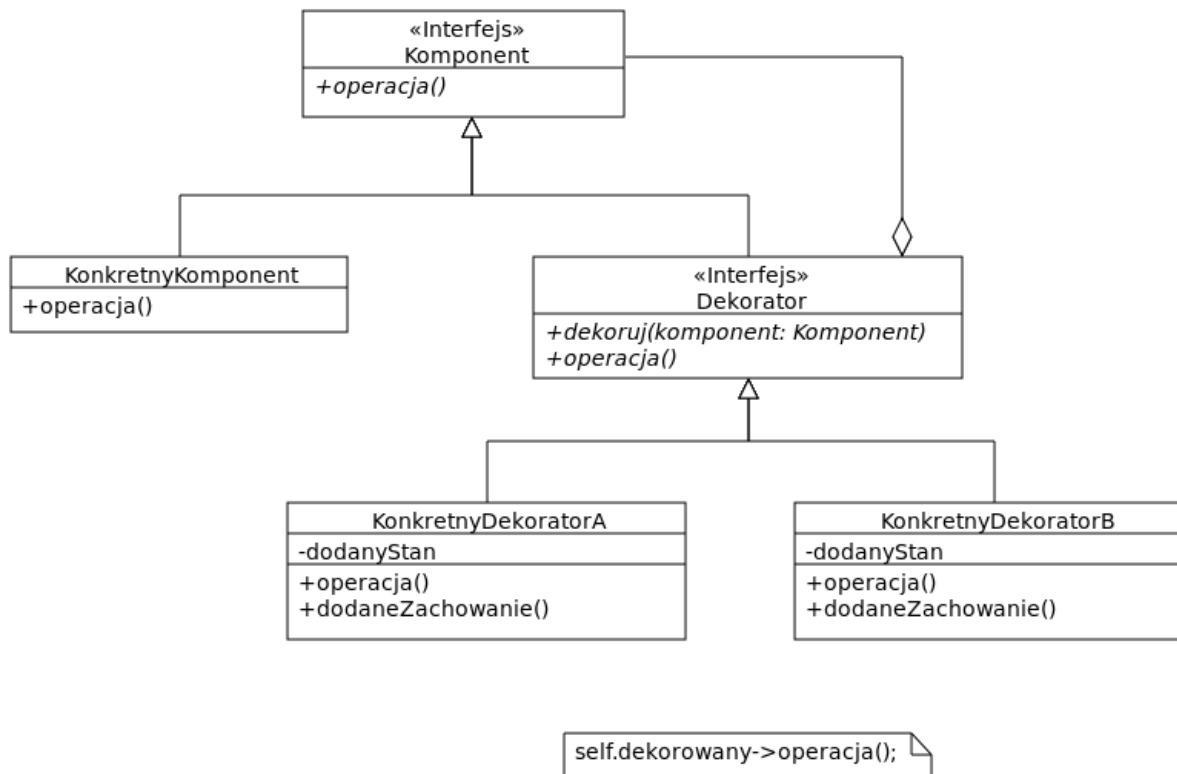 «Interfejs»
Komponent
+operacja()
KonkretnyKomponent
+operacja()
«Interfejs»
Dekorator
+dekoruj(komponent: Komponent)
+operacja()
KonkretnyDekoratorA
-dodanyStan
+operacja()
+dodaneZachowanie()
KonkretnyDekoratorB
-dodanyStan
+operacja()
+dodaneZachowanie()
self.dekorowany->operacja();